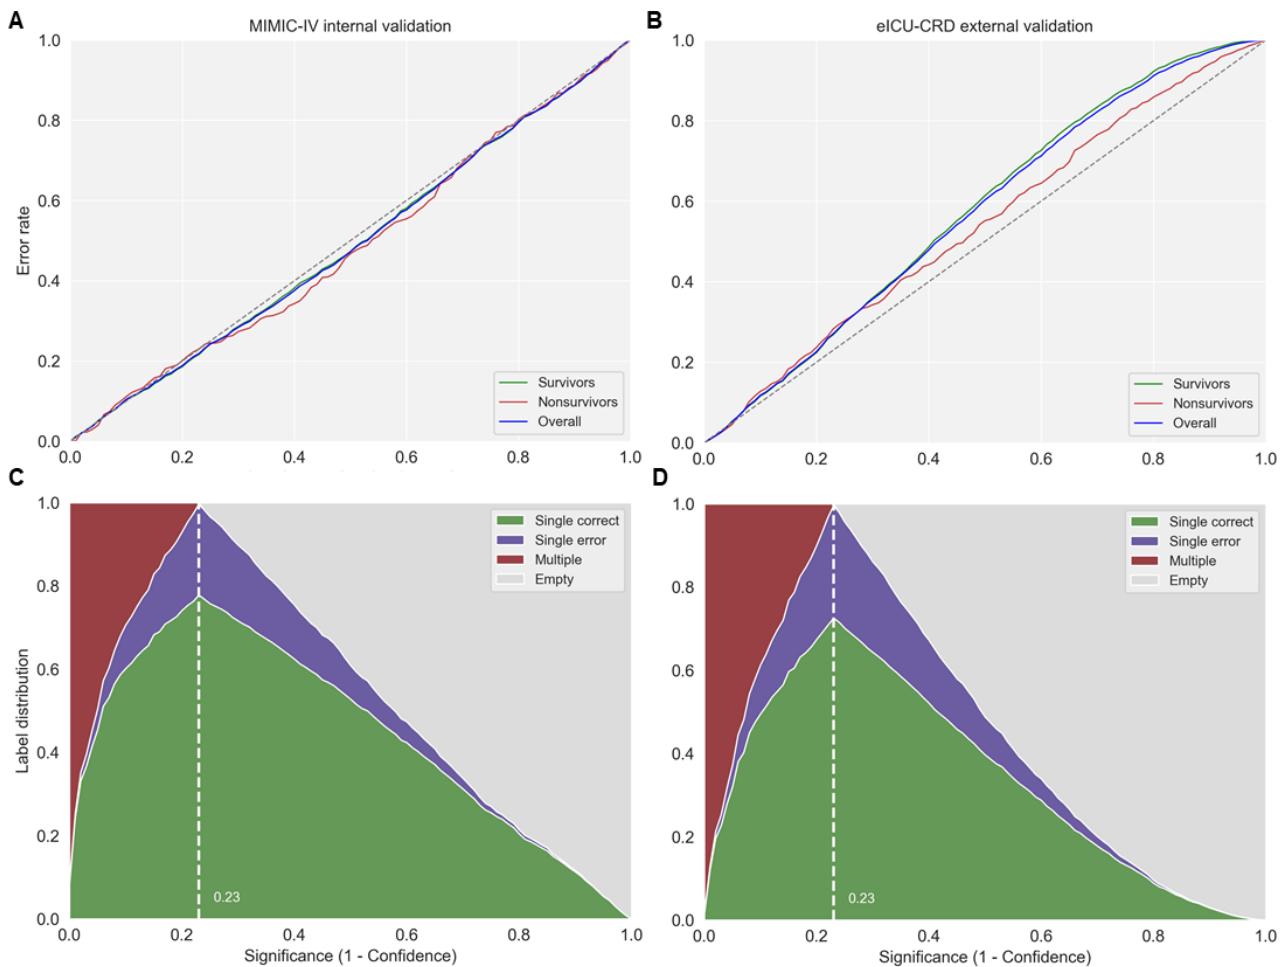 A
MIMIC-IV internal validation
1.0
0.8
0.6
0.4
0.2
0.0
Error rate
Survivors
Nonsurvivors
Overall
0.0 0.2 0.4 0.6 0.8 1.0
B
eICU-CRD external validation
1.0
0.8
0.6
0.4
0.2
0.0
Survivors
Nonsurvivors
Overall
0.0 0.2 0.4 0.6 0.8 1.0
C
1.0
0.8
0.6
0.4
0.2
0.0
Label distribution
Single correct
Single error
Multiple
Empty
0.23
0.0 0.2 0.4 0.6 0.8 1.0
Significance (1 - Confidence)
D
1.0
0.8
0.6
0.4
0.2
0.0
Single correct
Single error
Multiple
Empty
0.23
0.0 0.2 0.4 0.6 0.8 1.0
Significance (1 - Confidence)